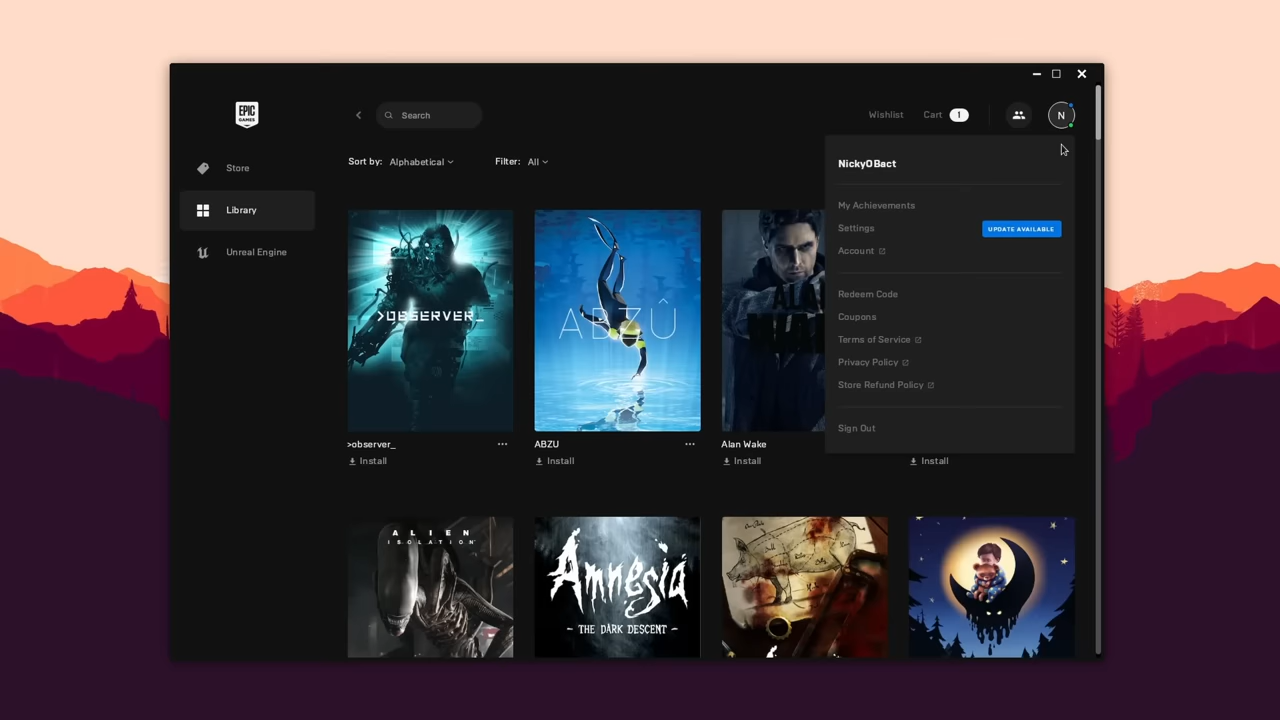 EPIC
GAMES
Search
Wishlist
Cart
1
N
Store
Library
Unreal Engine
Sort by: Alphabetical
Filter: All
NickyOBact
My Achievements
Settings
UPDATE AVAILABLE
Account
Redeem Code
Coupons
Terms of Service
Privacy Policy
Store Refund Policy
Sign Out
>OBSERVER_
ABZÛ
>observer_
ABZU
Alan Wake
Install
Install
Install
Install
ALIEN
ISOLATION
Amnesia
- THE DARK DESCENT -